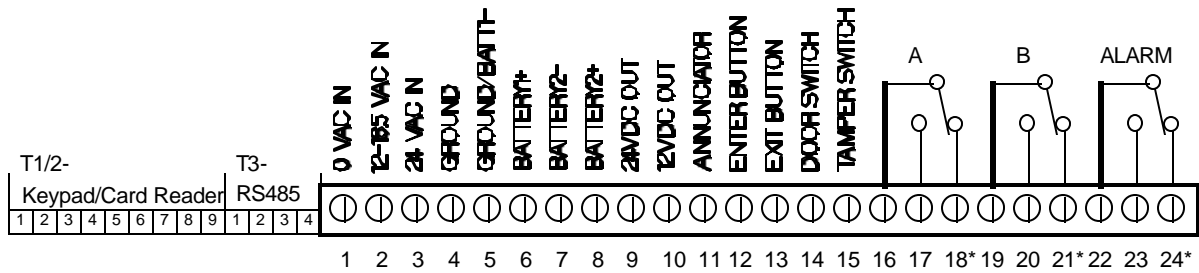 0 VAC IN
12-16.5 VAC IN
24 VAC IN
GROUND
GROUND/BATT1-
BATTERY1+
BATTERY2-
BATTERY2+
24VDC OUT
12VDC OUT
ANNUNCIATOR
ENTER BUTTON
EXIT BUTTON
DOOR SWITCH
TAMPER SWITCH
A B ALARM
T1/2- T3-
Keypad/Card Reader RS485
1 2 3 4 5 6 7 8 9 1 2 3 4
1 2 3 4 5 6 7 8 9 10 11 12 13 14 15 16 17 18* 19 20 21* 22 23 24*